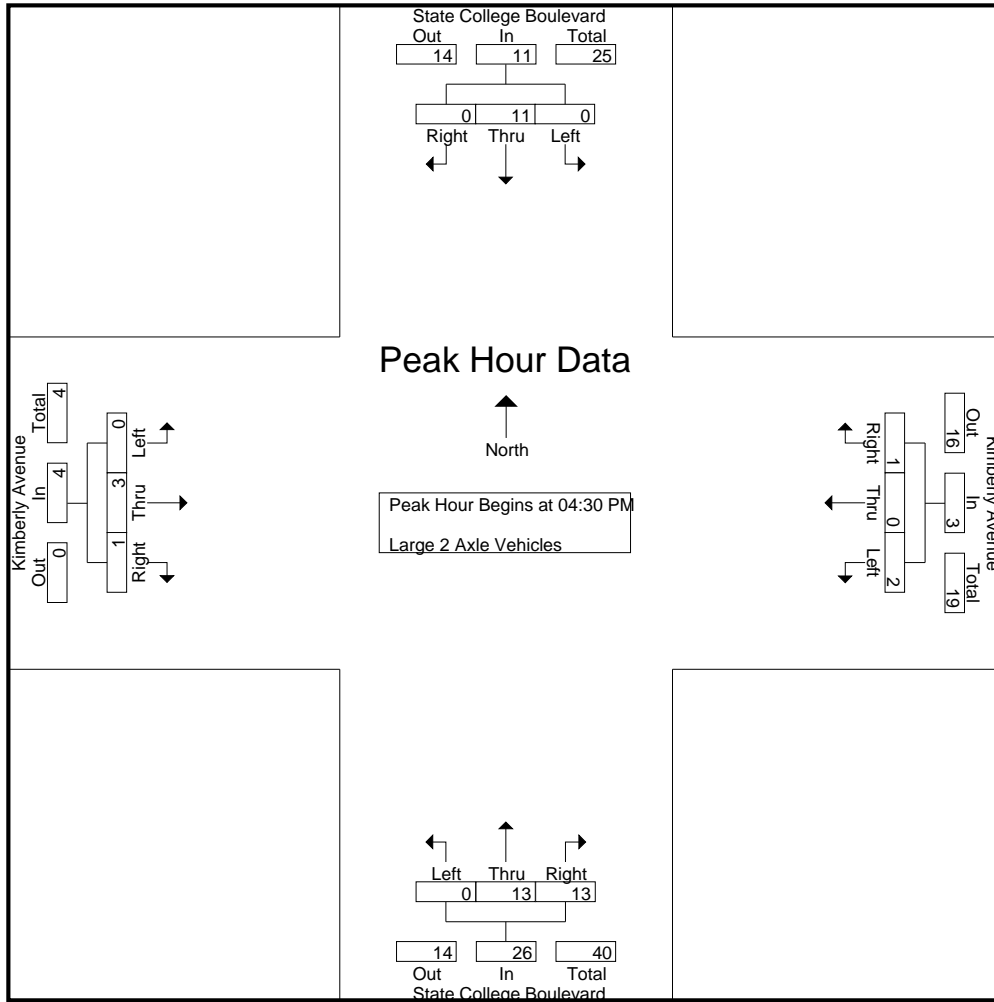 State College Boulevard
Out In Total
14 11 25
0 11 0
Right Thru Left
Peak Hour Data
North
Peak Hour Begins at 04:30 PM
Large 2 Axle Vehicles
Kimberly Avenue
Out In Total
0 4 4
Right Thru Left
1 3 0
Kimberly Avenue
Out In Total
16 3 19
Right Thru Left
1 0 2
Left Thru Right
0 13 13
14 26 40
Out In Total
State College Boulevard